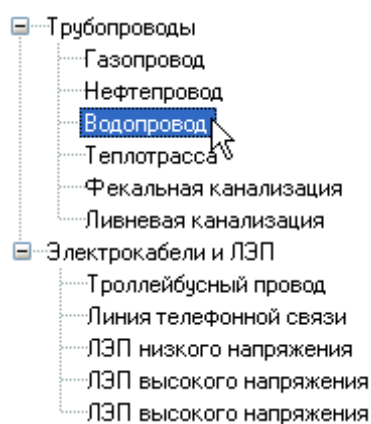 Трубопроводы
Газопровод
Нефтепровод
Водопровод
Теплотрасса
Фекальная канализация
Ливневая канализация
Электрокабели и ЛЭП
Троллейбусный провод
Линия телефонной связи
ЛЭП низкого напряжения
ЛЭП высокого напряжения
ЛЭП высокого напряжения